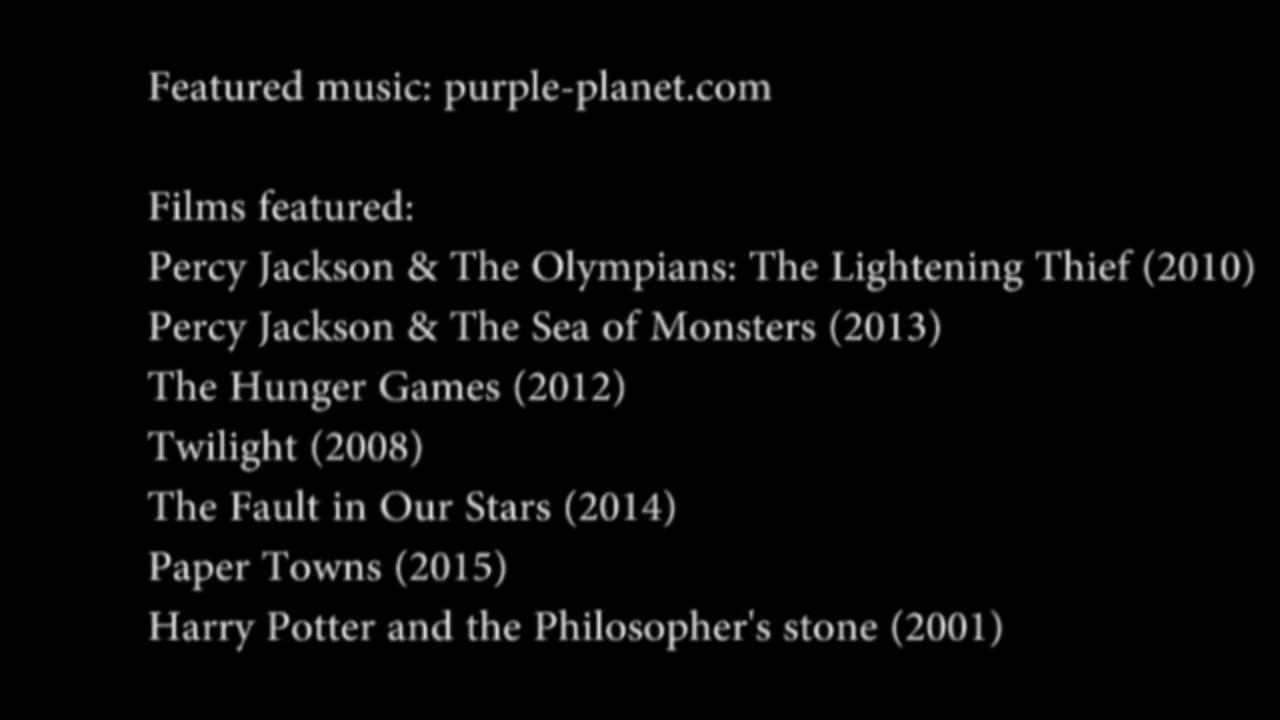 Featured music: purple-planet.com
Films featured:
Percy Jackson & The Olympians: The Lightening Thief (2010)
Percy Jackson & The Sea of Monsters (2013)
The Hunger Games (2012)
Twilight (2008)
The Fault in Our Stars (2014)
Paper Towns (2015)
Harry Potter and the Philosopher's stone (2001)